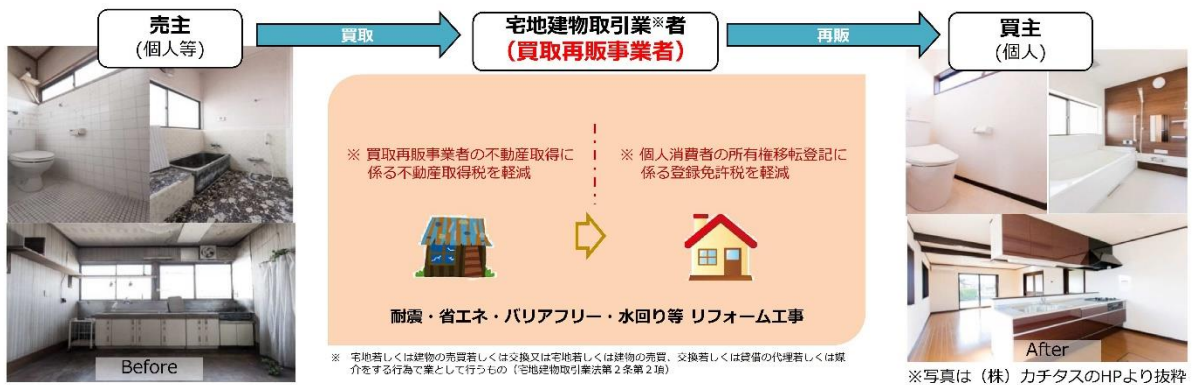 売主
(個人等)
買取
宅地建物取引業※者
（買取再販事業者）
再販
買主
(個人)
※ 買取再販事業者の不動産取得に
係る不動産取得税を軽減
※ 個人消費者の所有権移転登記に
係る登録免許税を軽減
耐震・省エネ・バリアフリー・水回り等 リフォーム工事
Before
After
※ 宅地若しくは建物の売買若しくは交換又は宅地若しくは建物の売買、交換若しくは貸借の代理若しくは媒
介をする行為で業として行うもの（宅地建物取引業法第２条第２項）
※写真は（株）カチタスのHPより抜粋